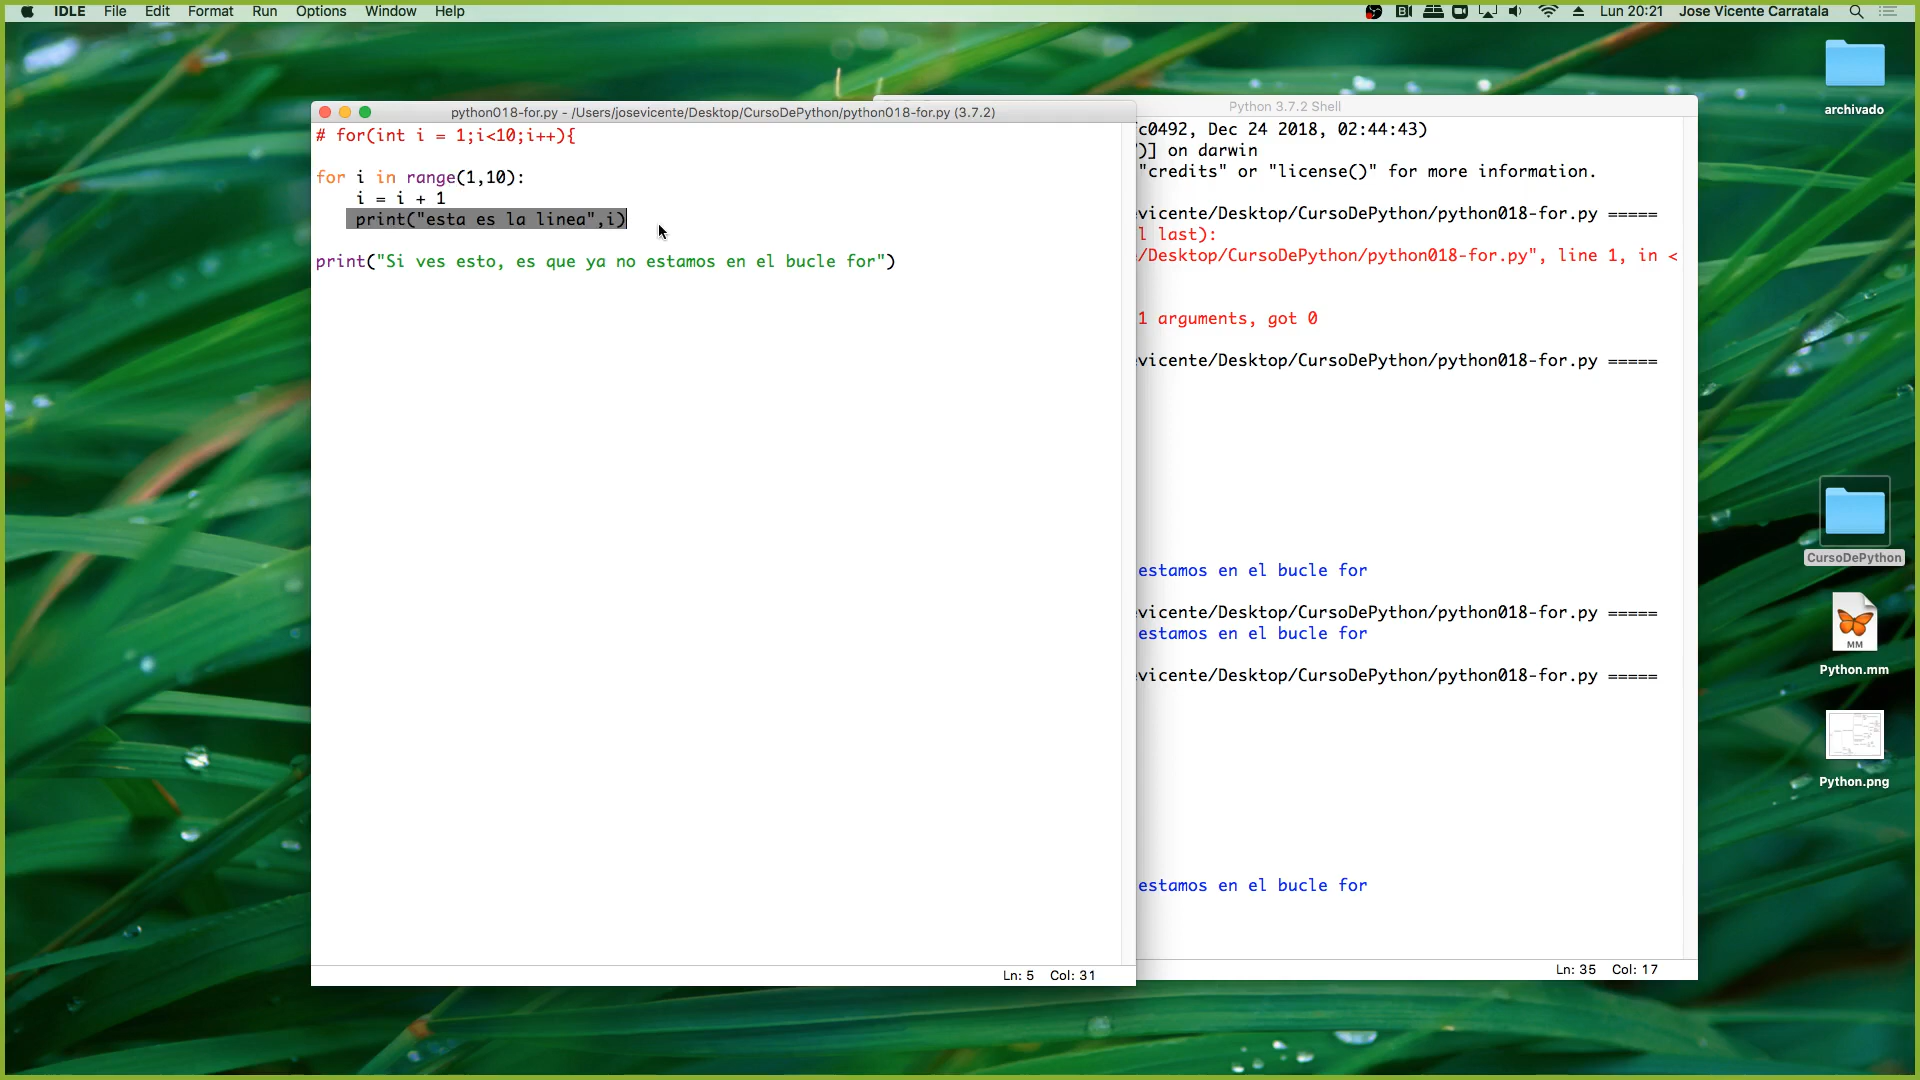 IDLE File Edit Format Run Options Window Help
Lun 20:21 Jose Vicente Carratala
archivado
python018-for.py - /Users/josevicente/Desktop/CursoDePython/python018-for.py (3.7.2)
# for(int i = 1;i<10;i++){
for i in range(1,10):
i = i + 1
print("esta es la linea",i)
print("Si ves esto, es que ya no estamos en el bucle for")
Ln: 5 Col: 31
Python 3.7.2 Shell
c0492, Dec 24 2018, 02:44:43)
)] on darwin
"credits" or "license()" for more information.
vicente/Desktop/CursoDePython/python018-for.py =====
l last):
/Desktop/CursoDePython/python018-for.py", line 1, in <
1 arguments, got 0
vicente/Desktop/CursoDePython/python018-for.py =====
estamos en el bucle for
vicente/Desktop/CursoDePython/python018-for.py =====
estamos en el bucle for
vicente/Desktop/CursoDePython/python018-for.py =====
estamos en el bucle for
Ln: 35 Col: 17
CursoDePython
MM
Python.mm
Python.png